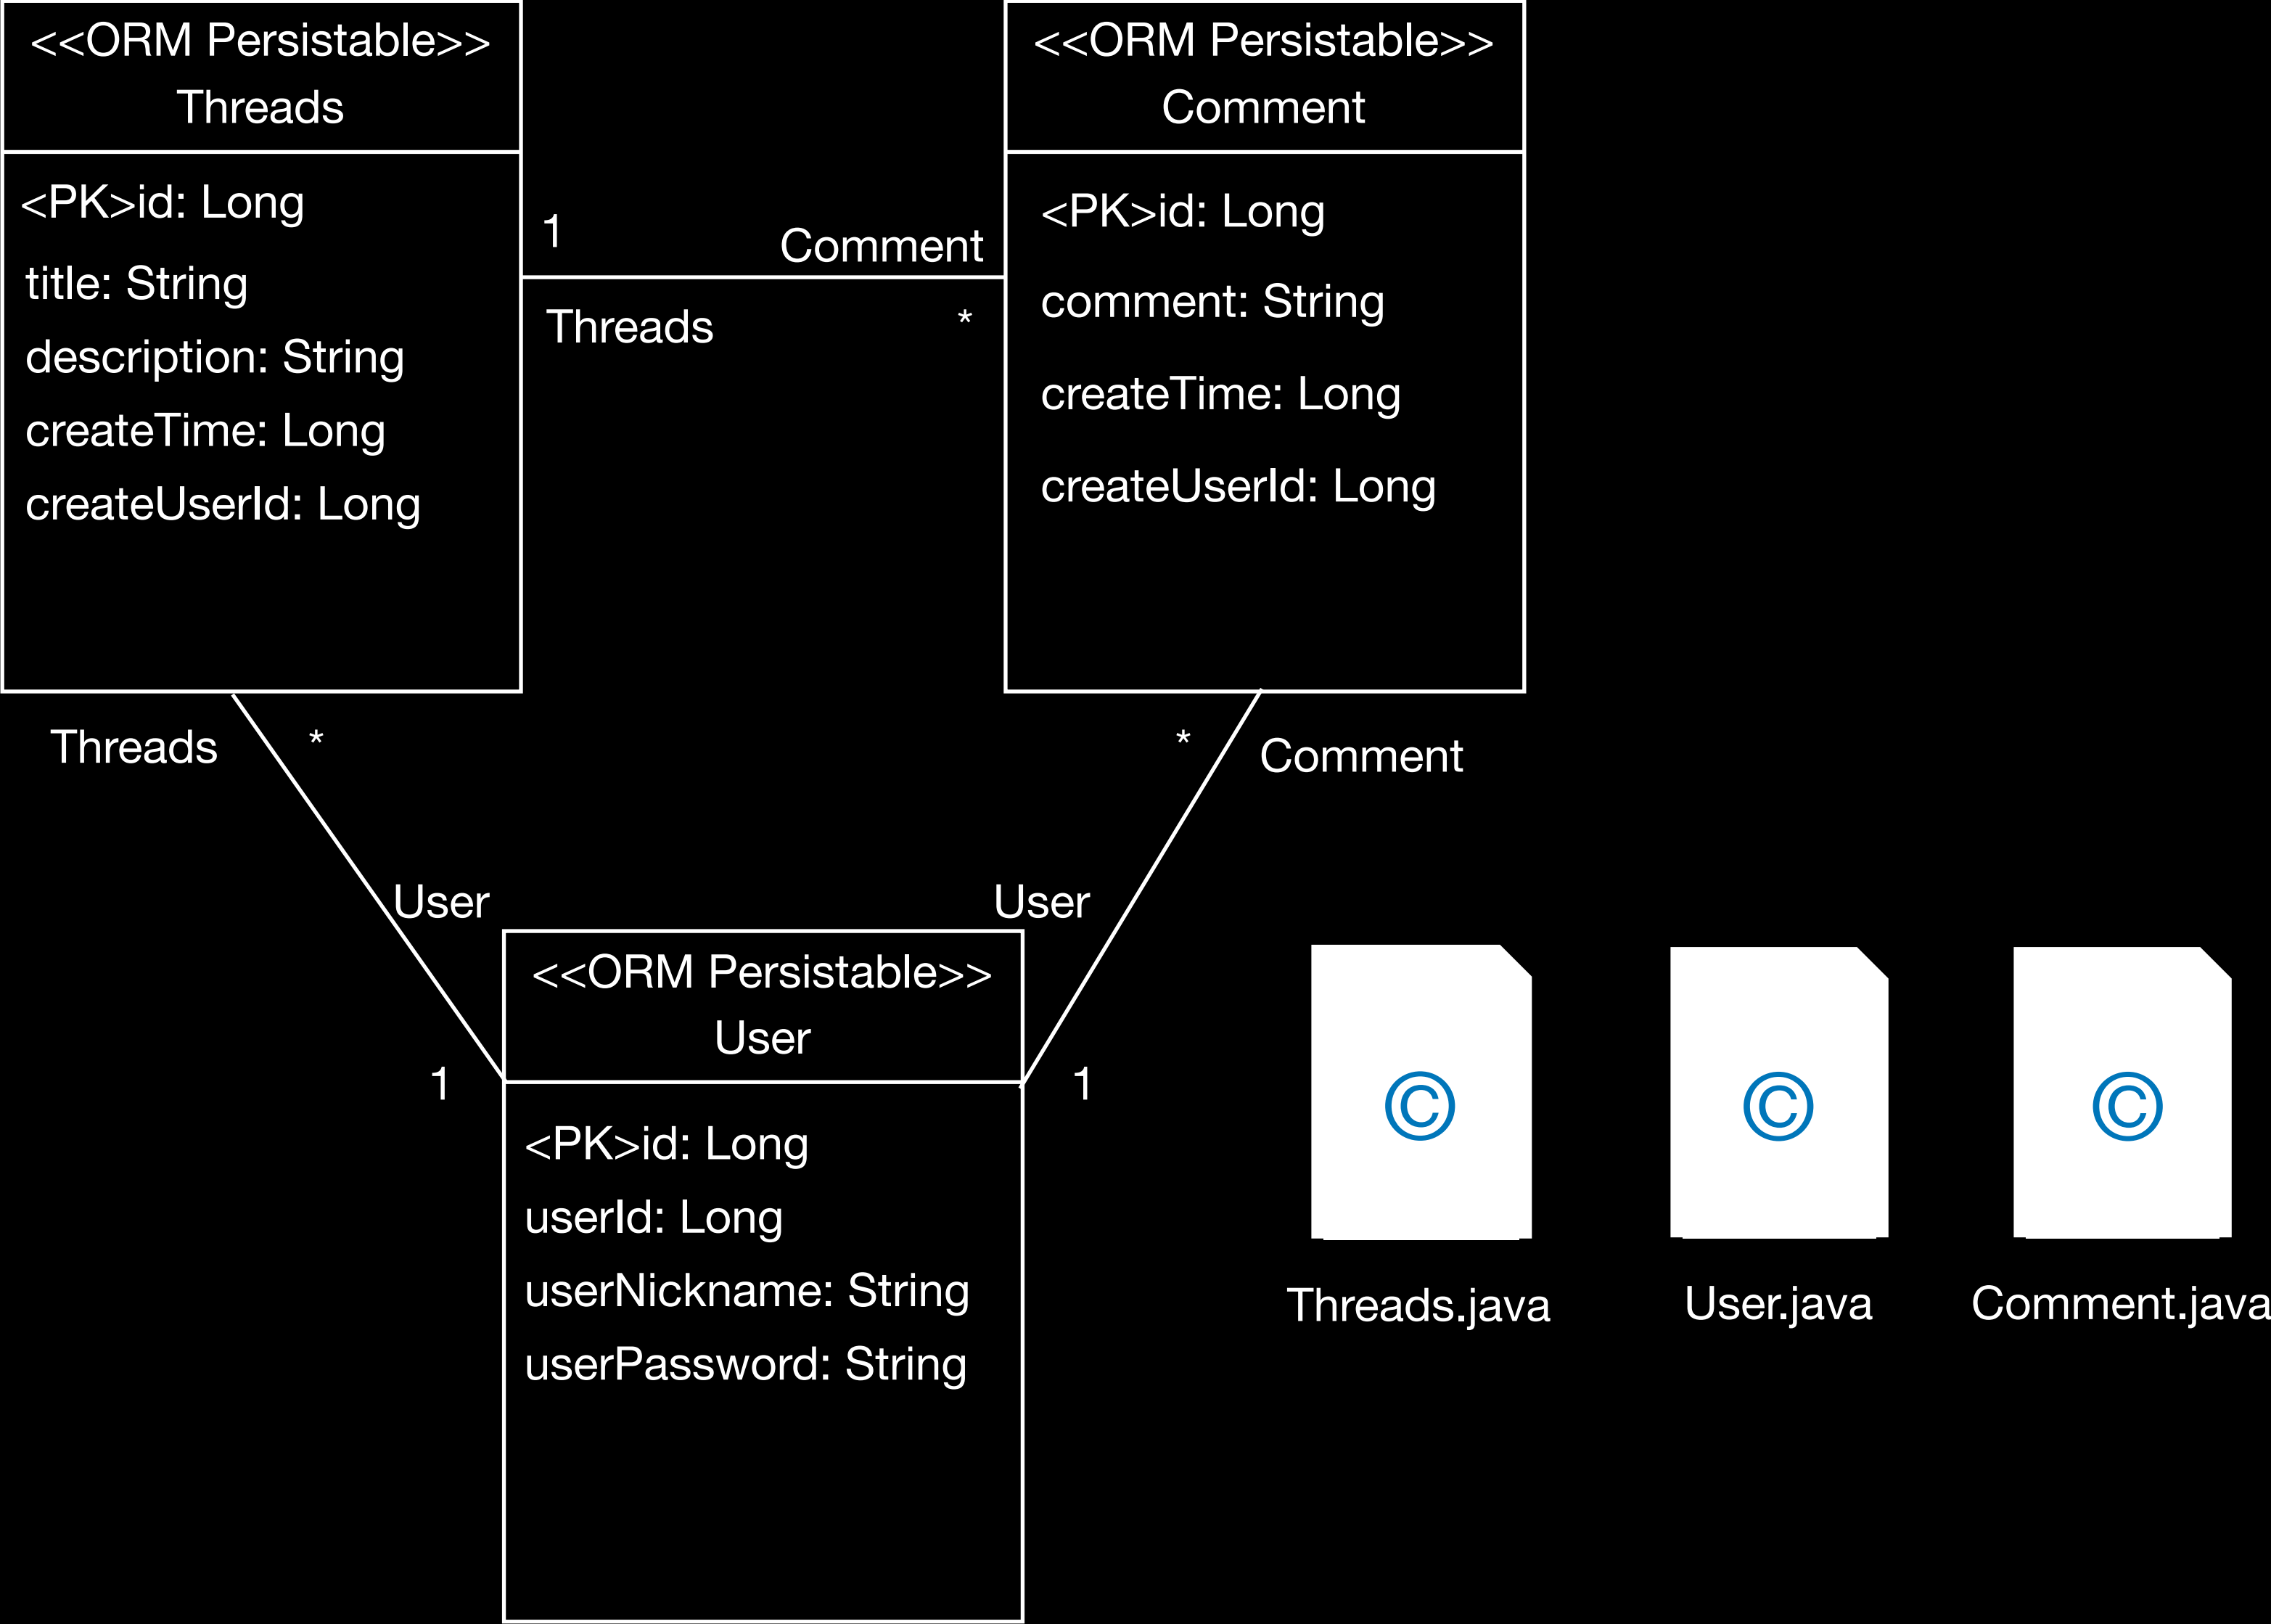 <<ORM Persistable>>
Threads
<PK>id: Long
title: String
description: String
createTime: Long
createUserId: Long
1
Comment
Threads
*
<<ORM Persistable>>
Comment
<PK>id: Long
comment: String
createTime: Long
createUserId: Long
Threads
*
*
Comment
User
User
1
1
<<ORM Persistable>>
User
<PK>id: Long
userId: Long
userNickname: String
userPassword: String
©
Threads.java
©
User.java
©
Comment.java